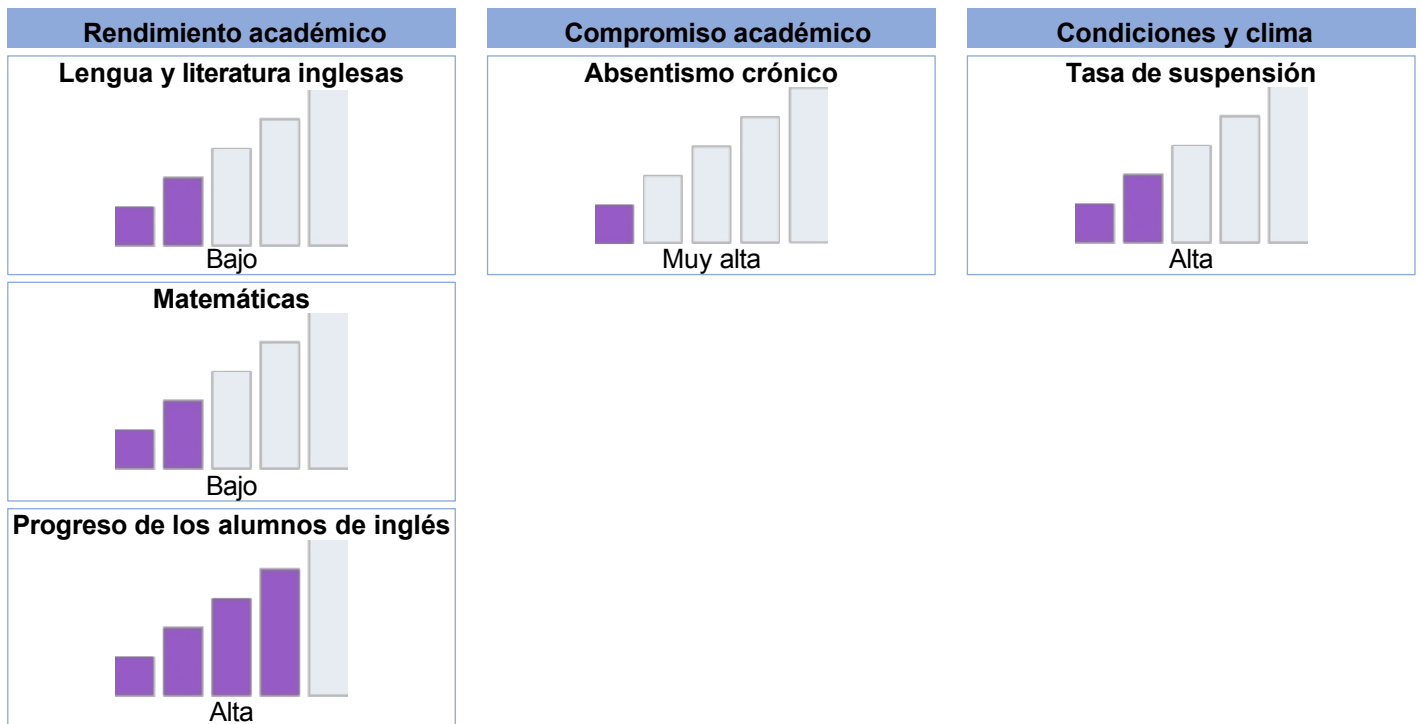 Rendimiento académico
Lengua y literatura inglesas
Bajo
Matemáticas
Bajo
Progreso de los alumnos de inglés
Alta
Compromiso académico
Absentismo crónico
Muy alta
Condiciones y clima
Tasa de suspensión
Alta